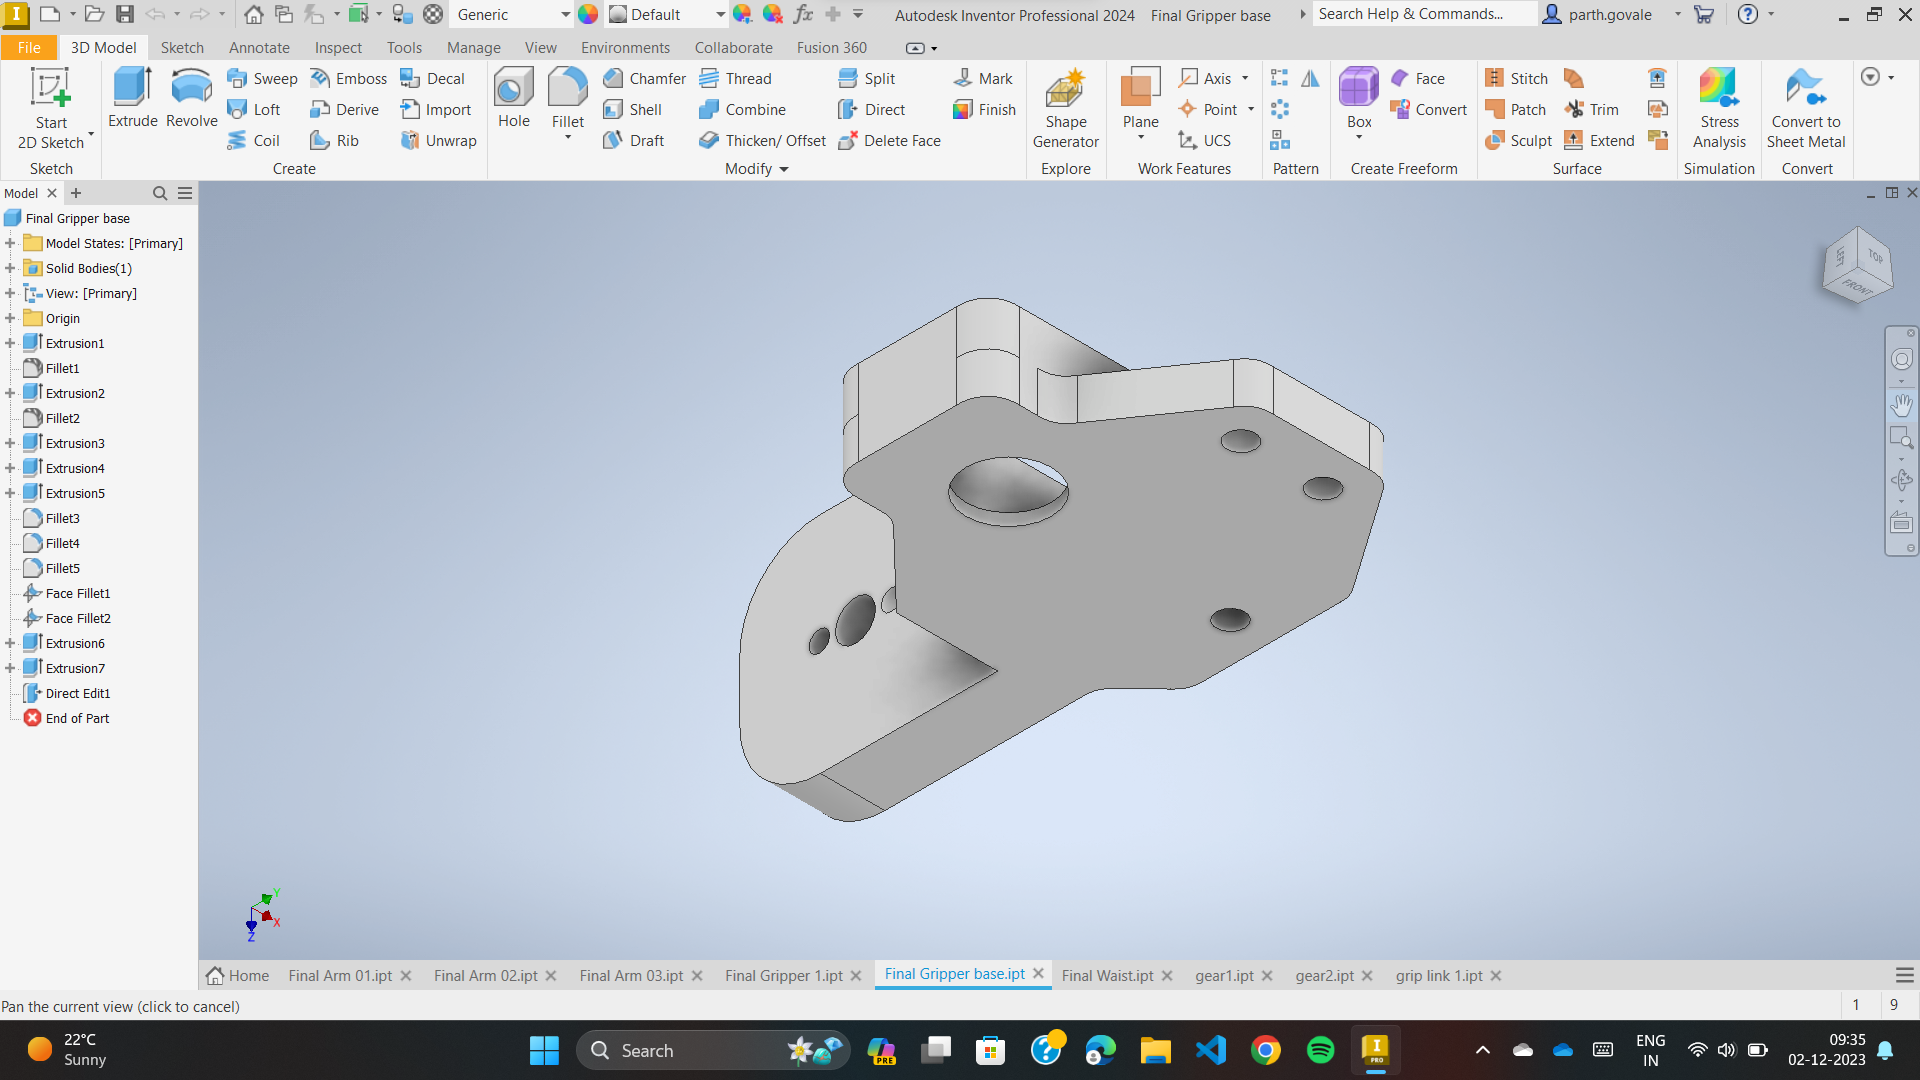 Generic
Default
Autodesk Inventor Professional 2024 Final Gripper base
Search Help & Commands...
parth.govale
File 3D Model Sketch Annotate Inspect Tools Manage View Environments Collaborate Fusion 360
Start 2D Sketch
Sketch
Extrude Revolve
Sweep Emboss Decal
Loft Derive Import
Coil Rib Unwrap
Create
Hole Fillet
Chamfer Thread Split Mark
Shell Combine Direct Finish
Draft Thicken/ Offset Delete Face
Modify
Shape Generator
Explore
Plane
Axis
Point
UCS
Work Features
Pattern
Box
Face
Convert
Create Freeform
Stitch
Patch Trim
Sculpt Extend
Surface
Stress Analysis
Simulation
Convert to Sheet Metal
Convert
Model
Final Gripper base
Model States: [Primary]
Solid Bodies(1)
View: [Primary]
Origin
Extrusion1
Fillet1
Extrusion2
Fillet2
Extrusion3
Extrusion4
Extrusion5
Fillet3
Fillet4
Fillet5
Face Fillet1
Face Fillet2
Extrusion6
Extrusion7
Direct Edit1
End of Part
LEFT TOP
FRONT
Y
X
Z
Home Final Arm 01.ipt Final Arm 02.ipt Final Arm 03.ipt Final Gripper 1.ipt Final Gripper base.ipt Final Waist.ipt gear1.ipt gear2.ipt grip link 1.ipt
Pan the current view (click to cancel)
1 9
22°C
Sunny
Search
PRE
I PRO
ENG
IN
09:35
02-12-2023